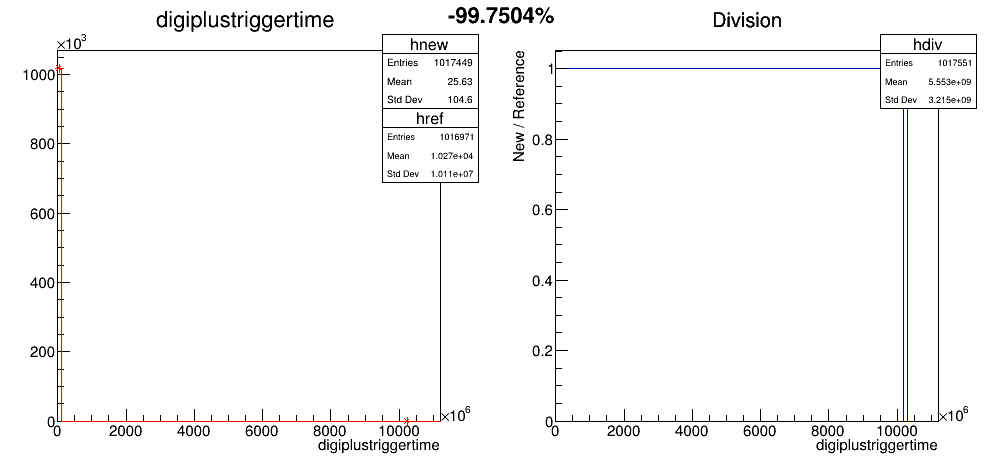 digiplustriggertime
-99.7504%
Division
×10³
hnew
Entries 1017449
Mean 25.63
Std Dev 104.6
href
Entries 1016971
Mean 1.027e+04
Std Dev 1.011e+07
1000
800
600
400
200
0
0 2000 4000 6000 8000 10000
×10⁶
digiplustriggertime
hdiv
Entries 1017551
Mean 5.553e+09
Std Dev 3.215e+09
New / Reference
1
0.8
0.6
0.4
0.2
0
0 2000 4000 6000 8000 10000
×10⁶
digiplustriggertime